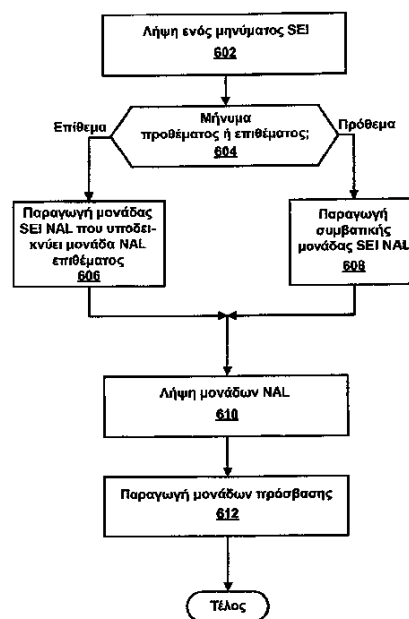 Λήψη ενός μηνύματος SEI
602
Μήνυμα
προθέματος ή επιθέματος;
604
Επίθεμα
Πρόθεμα
Παραγωγή μονάδας
SEI NAL που υποδει-
κνύει μονάδα NAL
επιθέματος
606
Παραγωγή
συμβατικής
μονάδας SEI NAL
608
Λήψη μονάδων NAL
610
Παραγωγή μονάδων πρόσβασης
612
Τέλος